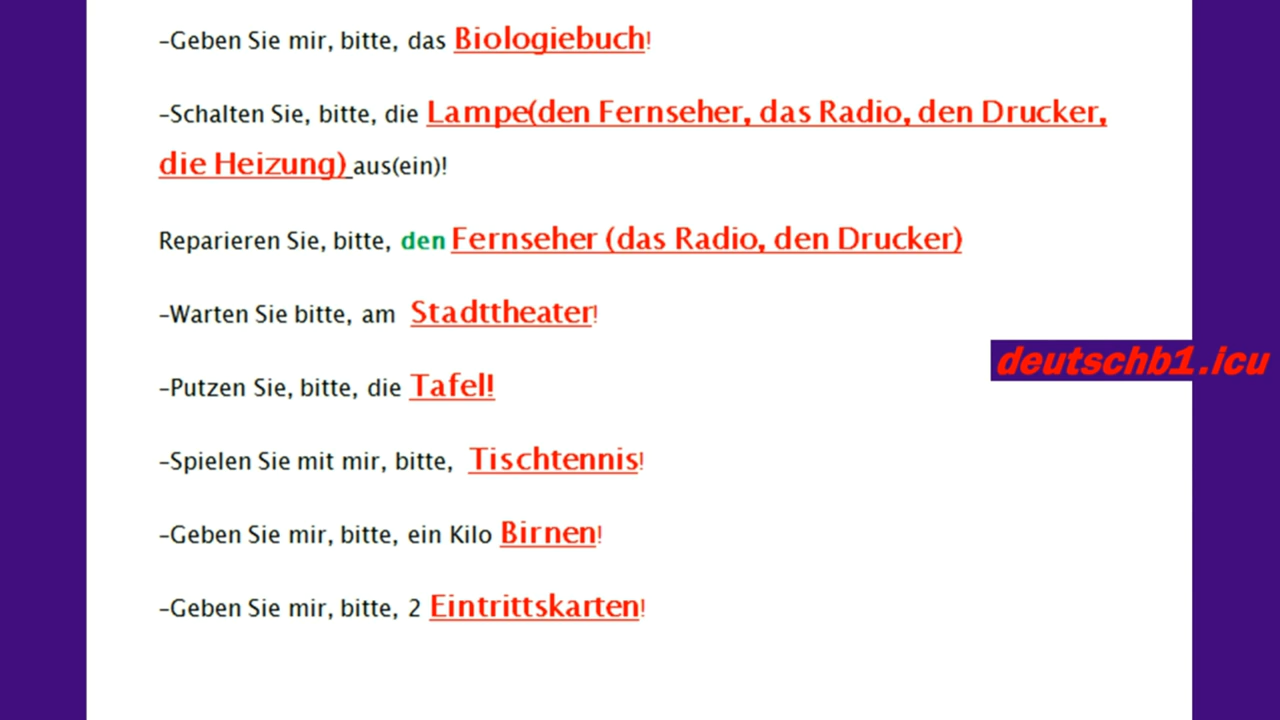 –Geben Sie mir, bitte, das Biologiebuch!
–Schalten Sie, bitte, die Lampe(den Fernseher, das Radio, den Drucker,
die Heizung) aus(ein)!
Reparieren Sie, bitte, den Fernseher (das Radio, den Drucker)
–Warten Sie bitte, am Stadttheater!
deutschb1.icu
–Putzen Sie, bitte, die Tafel!
–Spielen Sie mit mir, bitte, Tischtennis!
–Geben Sie mir, bitte, ein Kilo Birnen!
–Geben Sie mir, bitte, 2 Eintrittskarten!